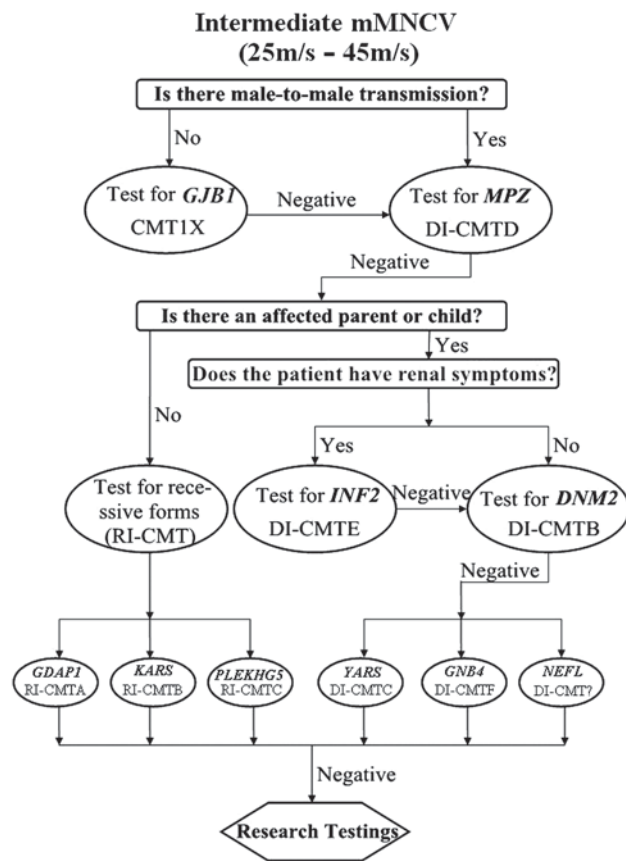 Intermediate mMNCV
(25m/s – 45m/s)
Is there male-to-male transmission?
No
Yes
Test for GJB1
CMT1X
Negative
Test for MPZ
DI-CMTD
Negative
Is there an affected parent or child?
Yes
Does the patient have renal symptoms?
No
Yes
No
Test for rece-
ssive forms
(RI-CMT)
Test for INF2
DI-CMTE
Negative
Test for DNM2
DI-CMTB
Negative
GDAP1
RI-CMTA
KARS
RI-CMTB
PLEKHG5
RI-CMTC
YARS
DI-CMTC
GNB4
DI-CMTF
NEFL
DI-CMT?
Negative
Research Testings